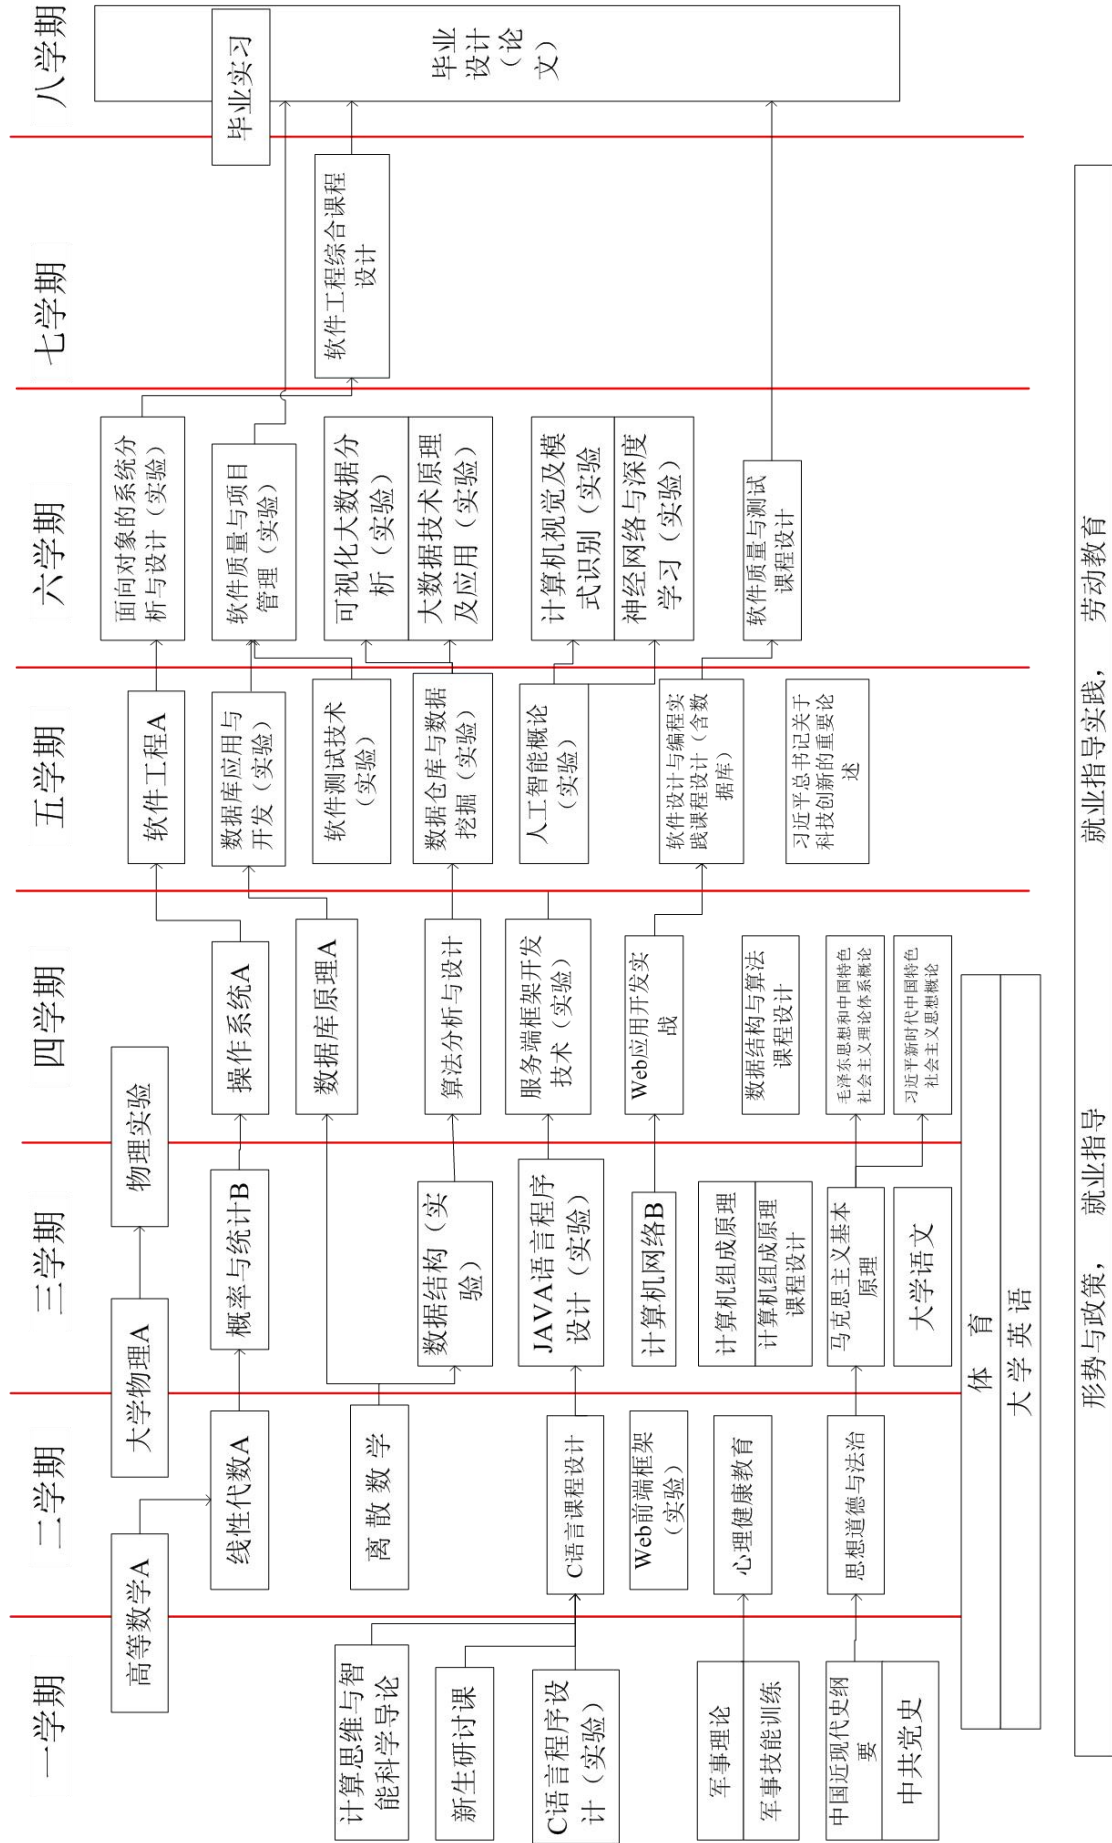 一学期
二学期
三学期
四学期
五学期
六学期
七学期
八学期
高等数学A
计算思维与智
能科学导论
新生研讨课
C语言程序设
计（实验）
军事理论
军事技能训练
中国近现代史纲
要
中共党史
大学物理A
线性代数A
离散数学
C语言课程设计
Web前端框架
（实验）
心理健康教育
思想道德与法治
物理实验
概率与统计B
数据结构（实
验）
JAVA语言程序
设计（实验）
计算机网络B
计算机组成原理
计算机组成原理
课程设计
马克思主义基本
原理
大学语文
操作系统A
数据库原理A
算法分析与设计
服务端框架开发
技术（实验）
Web应用开发实
战
数据结构与算法
课程设计
毛泽东思想和中国特色
社会主义理论体系概论
习近平新时代中国特色
社会主义思想概论
软件工程A
数据库应用与
开发（实验）
软件测试技术
（实验）
数据仓库与数据
挖掘（实验）
人工智能概论
（实验）
软件设计与编程实
践课程设计（含数
据库）
习近平总书记关于
科技创新的重要论
述
面向对象的系统分
析与设计（实验）
软件质量与项目
管理（实验）
可视化大数据分
析（实验）
大数据技术原理
及应用（实验）
计算机视觉及模
式识别（实验
神经网络与深度
学习（实验）
软件质量与测试
课程设计
软件工程综合课程
设计
毕业实习
毕业
设计
（论
文）
体 育
大学英语
形势与政策， 就业指导 就业指导实践， 劳动教育